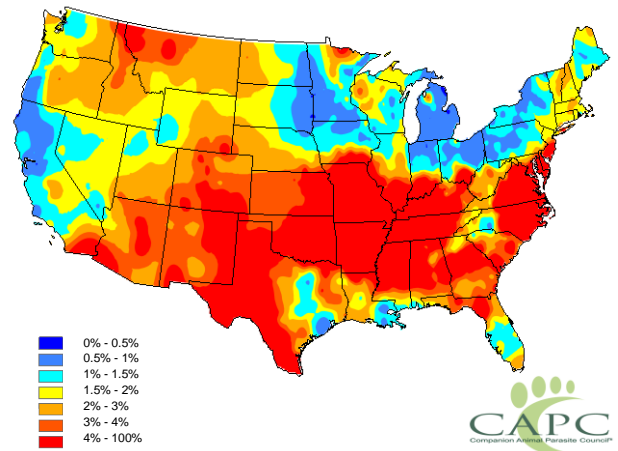 0% - 0.5%
0.5% - 1%
1% - 1.5%
1.5% - 2%
2% - 3%
3% - 4%
4% - 100%
CAPC
Companion Animal Parasite Council®